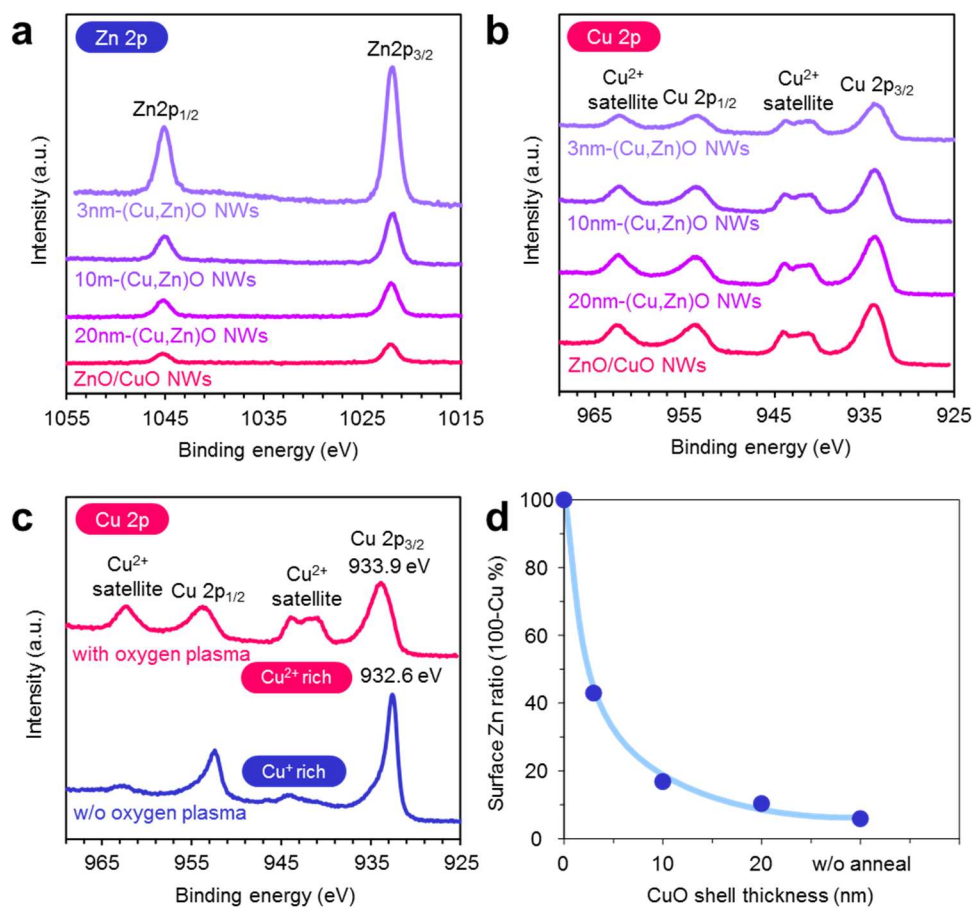 a
Zn 2p
Zn2p3/2
Zn2p1/2
3nm-(Cu,Zn)O NWs
10m-(Cu,Zn)O NWs
20nm-(Cu,Zn)O NWs
ZnO/CuO NWs
Intensity (a.u.)
1055 1045 1035 1025 1015
Binding energy (eV)
b
Cu 2p
Cu2+ satellite
Cu 2p1/2
Cu2+ satellite
Cu 2p3/2
3nm-(Cu,Zn)O NWs
10nm-(Cu,Zn)O NWs
20nm-(Cu,Zn)O NWs
ZnO/CuO NWs
Intensity (a.u.)
965 955 945 935 925
Binding energy (eV)
c
Cu 2p
Cu 2p3/2
933.9 eV
Cu2+
satellite
Cu 2p1/2
Cu2+
satellite
with oxygen plasma
Cu2+ rich
932.6 eV
Cu+ rich
w/o oxygen plasma
Intensity (a.u.)
965 955 945 935 925
Binding energy (eV)
d
100
80
60
40
20
0
Surface Zn ratio (100-Cu %)
0 10 20 w/o anneal
CuO shell thickness (nm)